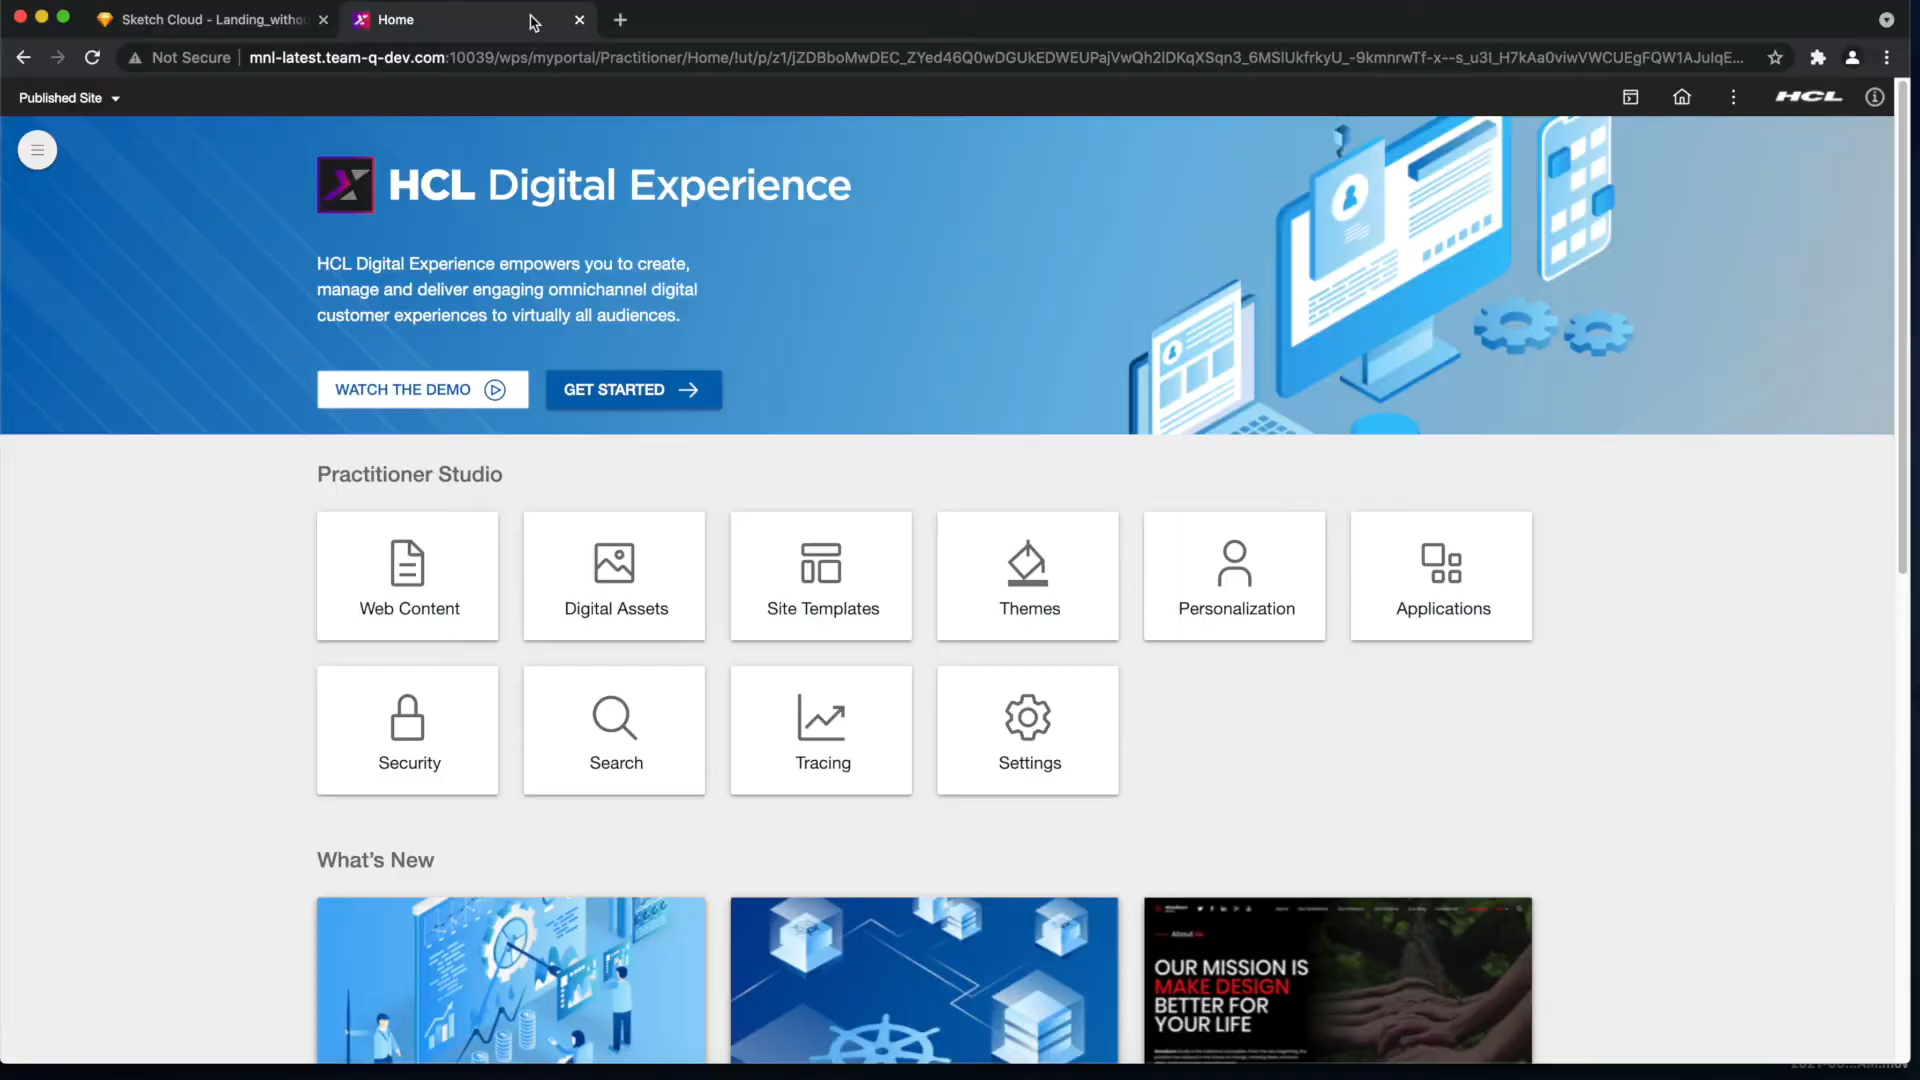 Sketch Cloud - Landing_witho
Home
Not Secure
mnl-latest.team-q-dev.com:10039/wps/myportal/Practitioner/Home/!ut/p/z1/jZDBboMwDEC_ZYed46Q0wDGUkEDWEUPajVwQh2lDKqXSqn3_6MSlUkfrkyU_-9kmnrwTf-x--s_u3I_H7kAa0viwVWCUEgFQW1AJuIqE...
Published Site
HCL
HCL Digital Experience
HCL Digital Experience empowers you to create,
manage and deliver engaging omnichannel digital
customer experiences to virtually all audiences.
WATCH THE DEMO
GET STARTED
Practitioner Studio
Web Content
Digital Assets
Site Templates
Themes
Personalization
Applications
Security
Search
Tracing
Settings
What's New
About us
OUR MISSION IS
MAKE DESIGN
BETTER FOR
YOUR LIFE